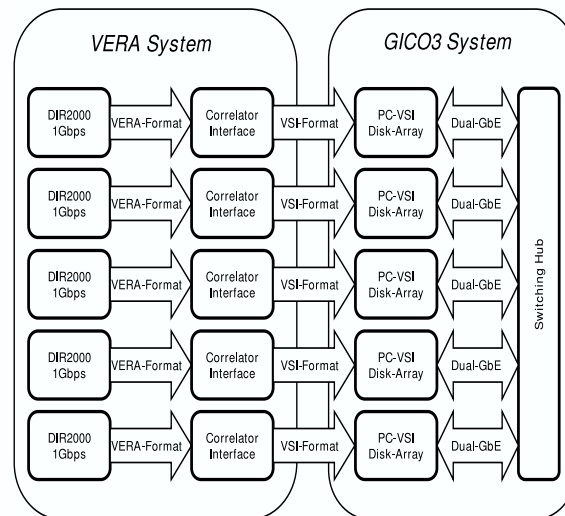 VERA System
GICO3 System
DIR2000
1Gbps
VERA-Format
Correlator
Interface
VSI-Format
PC-VSI
Disk-Array
Dual-GbE
DIR2000
1Gbps
VERA-Format
Correlator
Interface
VSI-Format
PC-VSI
Disk-Array
Dual-GbE
DIR2000
1Gbps
VERA-Format
Correlator
Interface
VSI-Format
PC-VSI
Disk-Array
Dual-GbE
DIR2000
1Gbps
VERA-Format
Correlator
Interface
VSI-Format
PC-VSI
Disk-Array
Dual-GbE
DIR2000
1Gbps
VERA-Format
Correlator
Interface
VSI-Format
PC-VSI
Disk-Array
Dual-GbE
Switching Hub